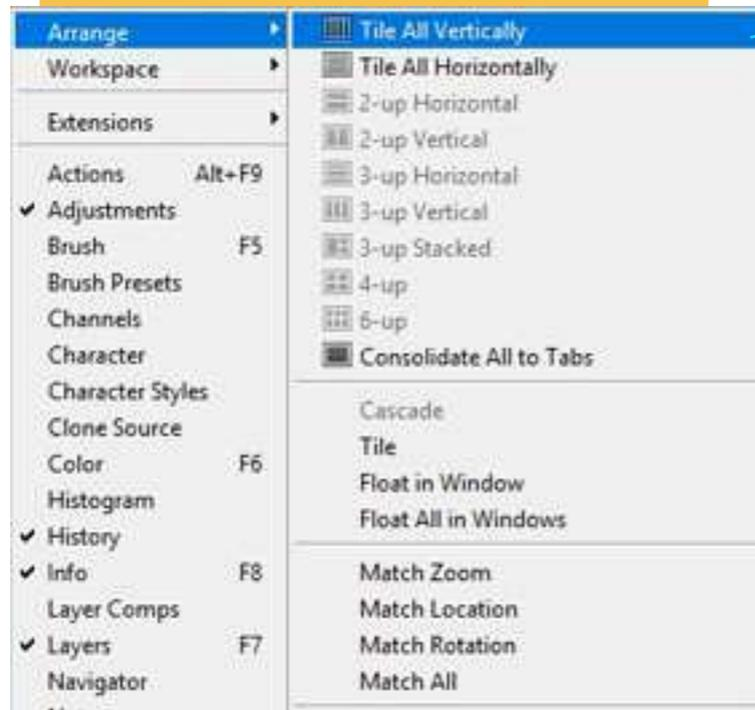 Arrange
Workspace
Extensions
Actions Alt+F9
Adjustments
Brush F5
Brush Presets
Channels
Character
Character Styles
Clone Source
Color F6
Histogram
History
Info F8
Layer Comps
Layers F7
Navigator
Tile All Vertically
Tile All Horizontally
2-up Horizontal
2-up Vertical
3-up Horizontal
3-up Vertical
3-up Stacked
4-up
6-up
Consolidate All to Tabs
Cascade
Tile
Float in Window
Float All in Windows
Match Zoom
Match Location
Match Rotation
Match All